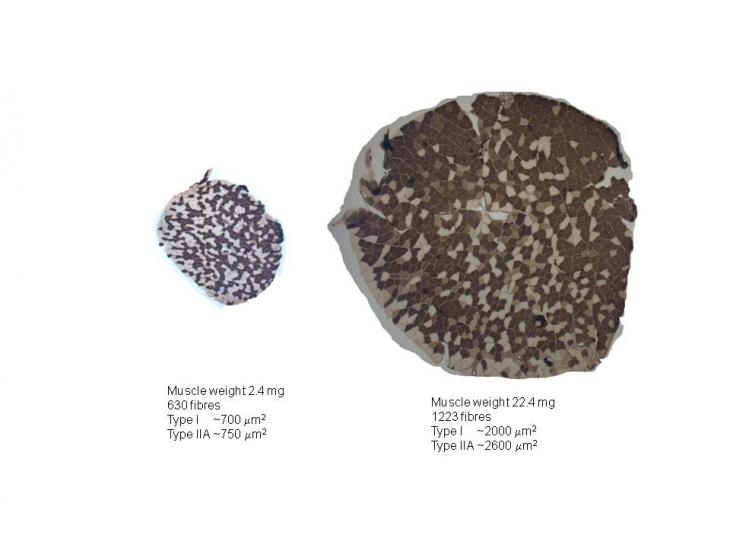 Muscle weight 2.4 mg
630 fibres
Type I ~700 µm²
Type IIA ~750 µm²
Muscle weight 22.4 mg
1223 fibres
Type I ~2000 µm²
Type IIA ~2600 µm²